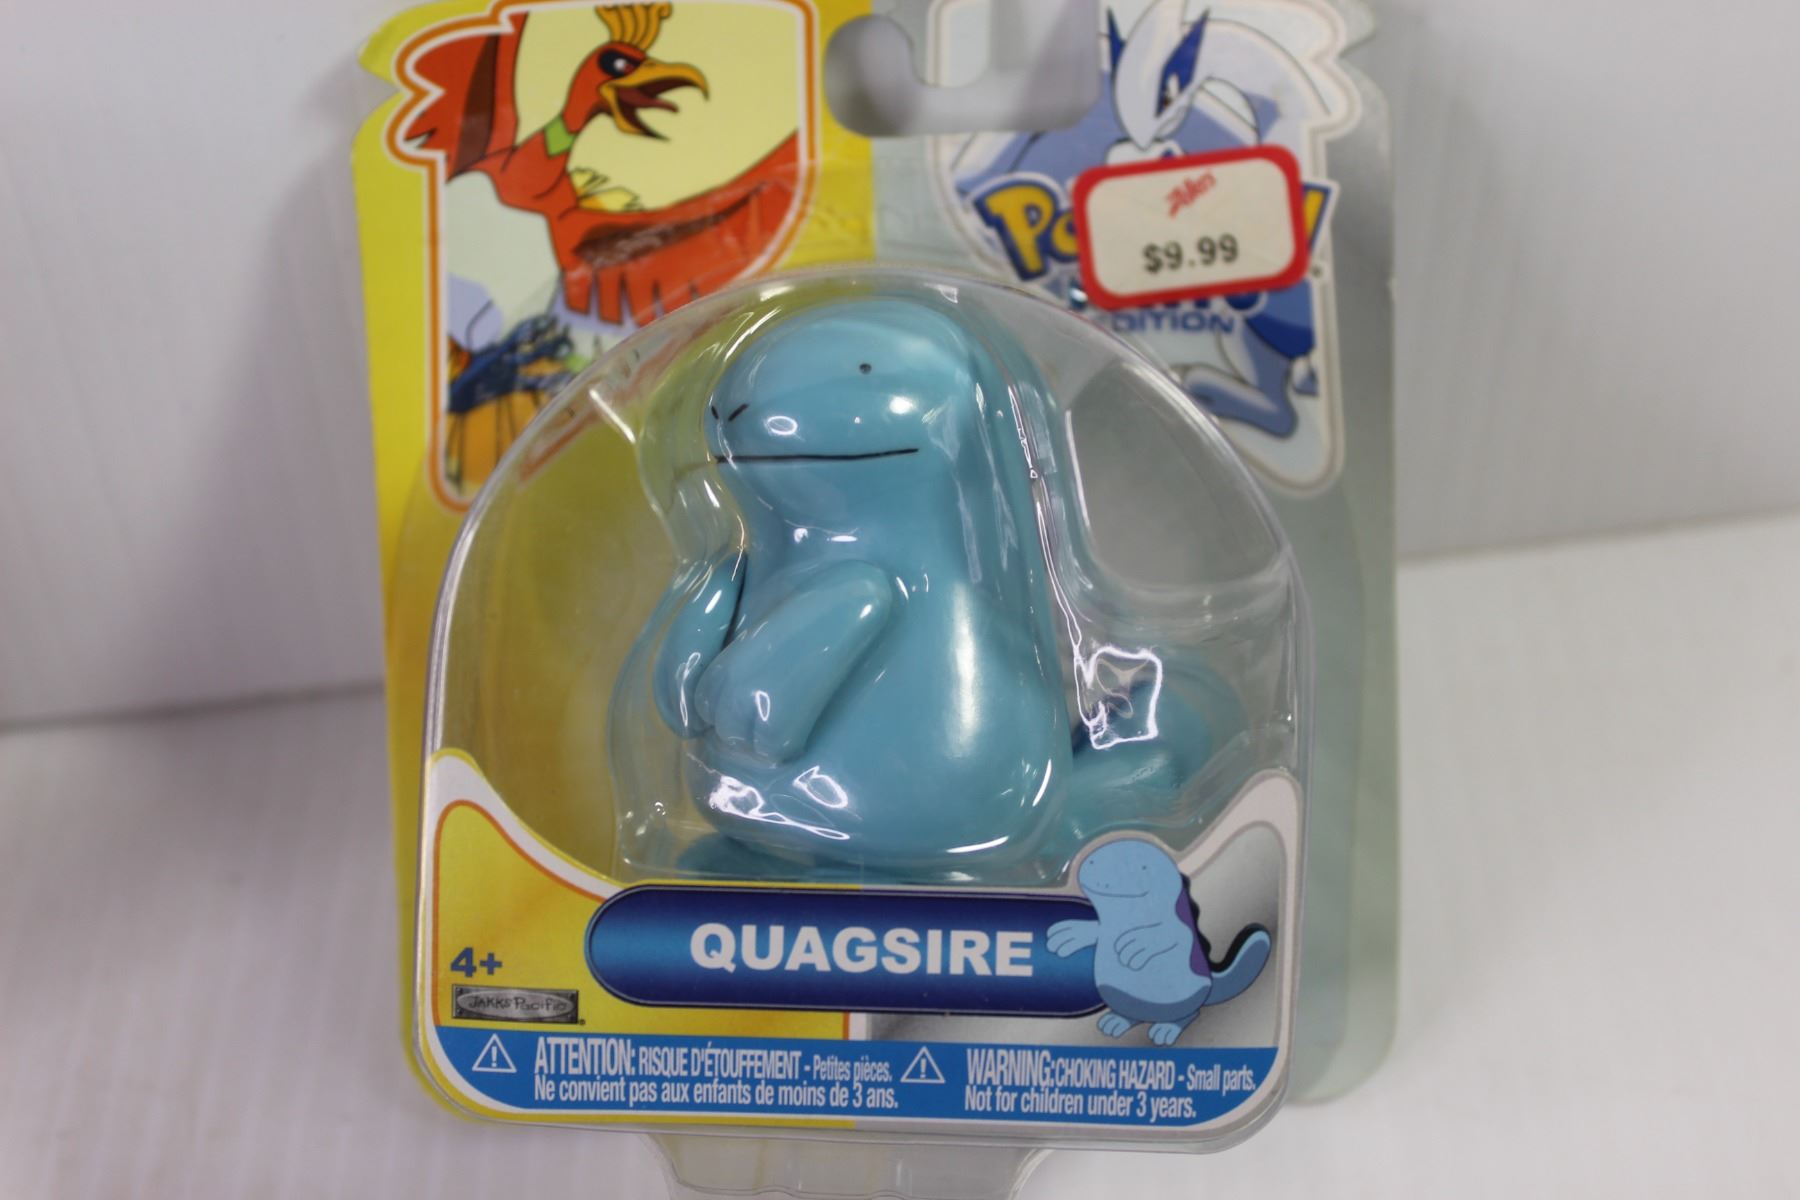 $9.99
DITION
QUAGSIRE
4+
JAKKS Pacific
ATTENTION: RISQUE D'ÉTOUFFEMENT - Petites pièces.
Ne convient pas aux enfants de moins de 3 ans.
WARNING: CHOKING HAZARD - Small parts.
Not for children under 3 years.